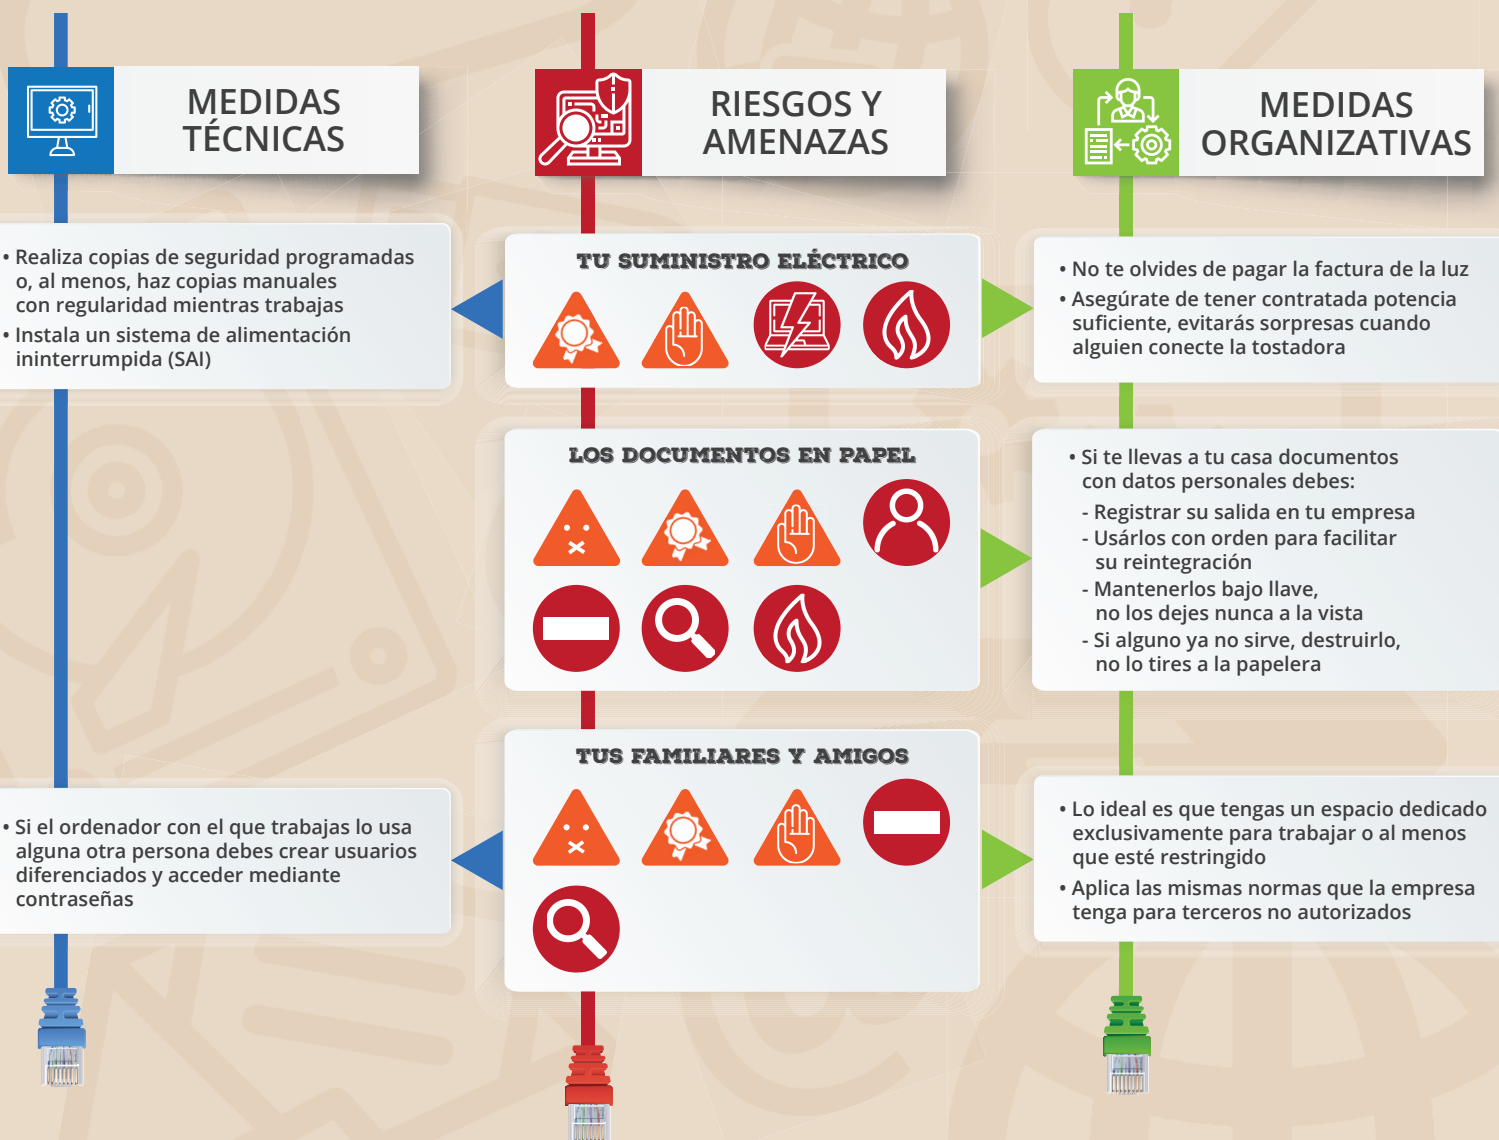 MEDIDAS
TÉCNICAS
RIESGOS Y
AMENAZAS
MEDIDAS
ORGANIZATIVAS
• Realiza copias de seguridad programadas
o, al menos, haz copias manuales
con regularidad mientras trabajas
• Instala un sistema de alimentación
ininterrumpida (SAI)
TU SUMINISTRO ELÉCTRICO
• No te olvides de pagar la factura de la luz
• Asegúrate de tener contratada potencia
suficiente, evitarás sorpresas cuando
alguien conecte la tostadora
LOS DOCUMENTOS EN PAPEL
• Si te llevas a tu casa documentos
con datos personales debes:
- Registrar su salida en tu empresa
- Usárlos con orden para facilitar
su reintegración
- Mantenerlos bajo llave,
no los dejes nunca a la vista
- Si alguno ya no sirve, destruirlo,
no lo tires a la papelera
• Si el ordenador con el que trabajas lo usa
alguna otra persona debes crear usuarios
diferenciados y acceder mediante
contraseñas
TUS FAMILIARES Y AMIGOS
• Lo ideal es que tengas un espacio dedicado
exclusivamente para trabajar o al menos
que esté restringido
• Aplica las mismas normas que la empresa
tenga para terceros no autorizados